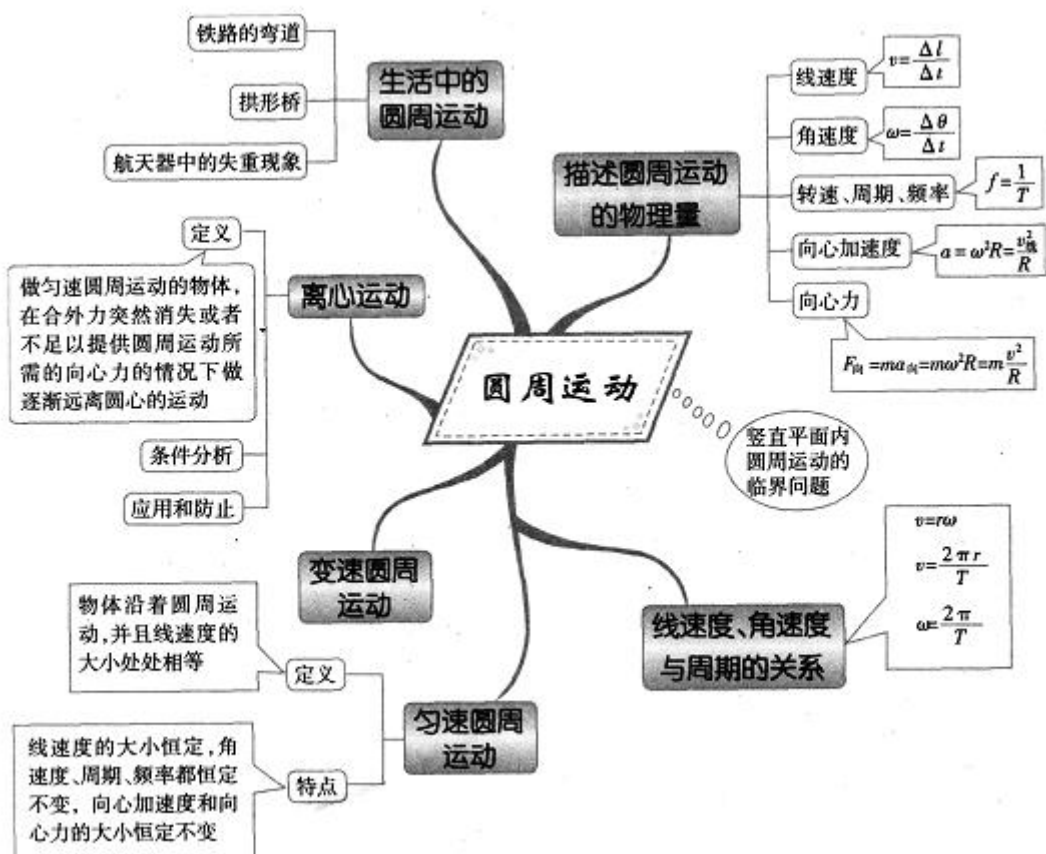 圆周运动
生活中的
圆周运动
铁路的弯道
拱形桥
航天器中的失重现象
描述圆周运动
的物理量
线速度
v=Δl/Δt
角速度
ω=Δθ/Δt
转速、周期、频率
f=1/T
向心加速度
a=ω²R=v²线/R
向心力
F向=ma向=mω²R=mv²/R
离心运动
定义
做匀速圆周运动的物体,
在合外力突然消失或者
不足以提供圆周运动所
需的向心力的情况下做
逐渐远离圆心的运动
条件分析
应用和防止
竖直平面内
圆周运动的
临界问题
变速圆周
运动
线速度、角速度
与周期的关系
v=rω
v=2πr/T
ω=2π/T
匀速圆周
运动
定义
物体沿着圆周运
动,并且线速度的
大小处处相等
特点
线速度的大小恒定,角
速度、周期、频率都恒定
不变,向心加速度和向
心力的大小恒定不变